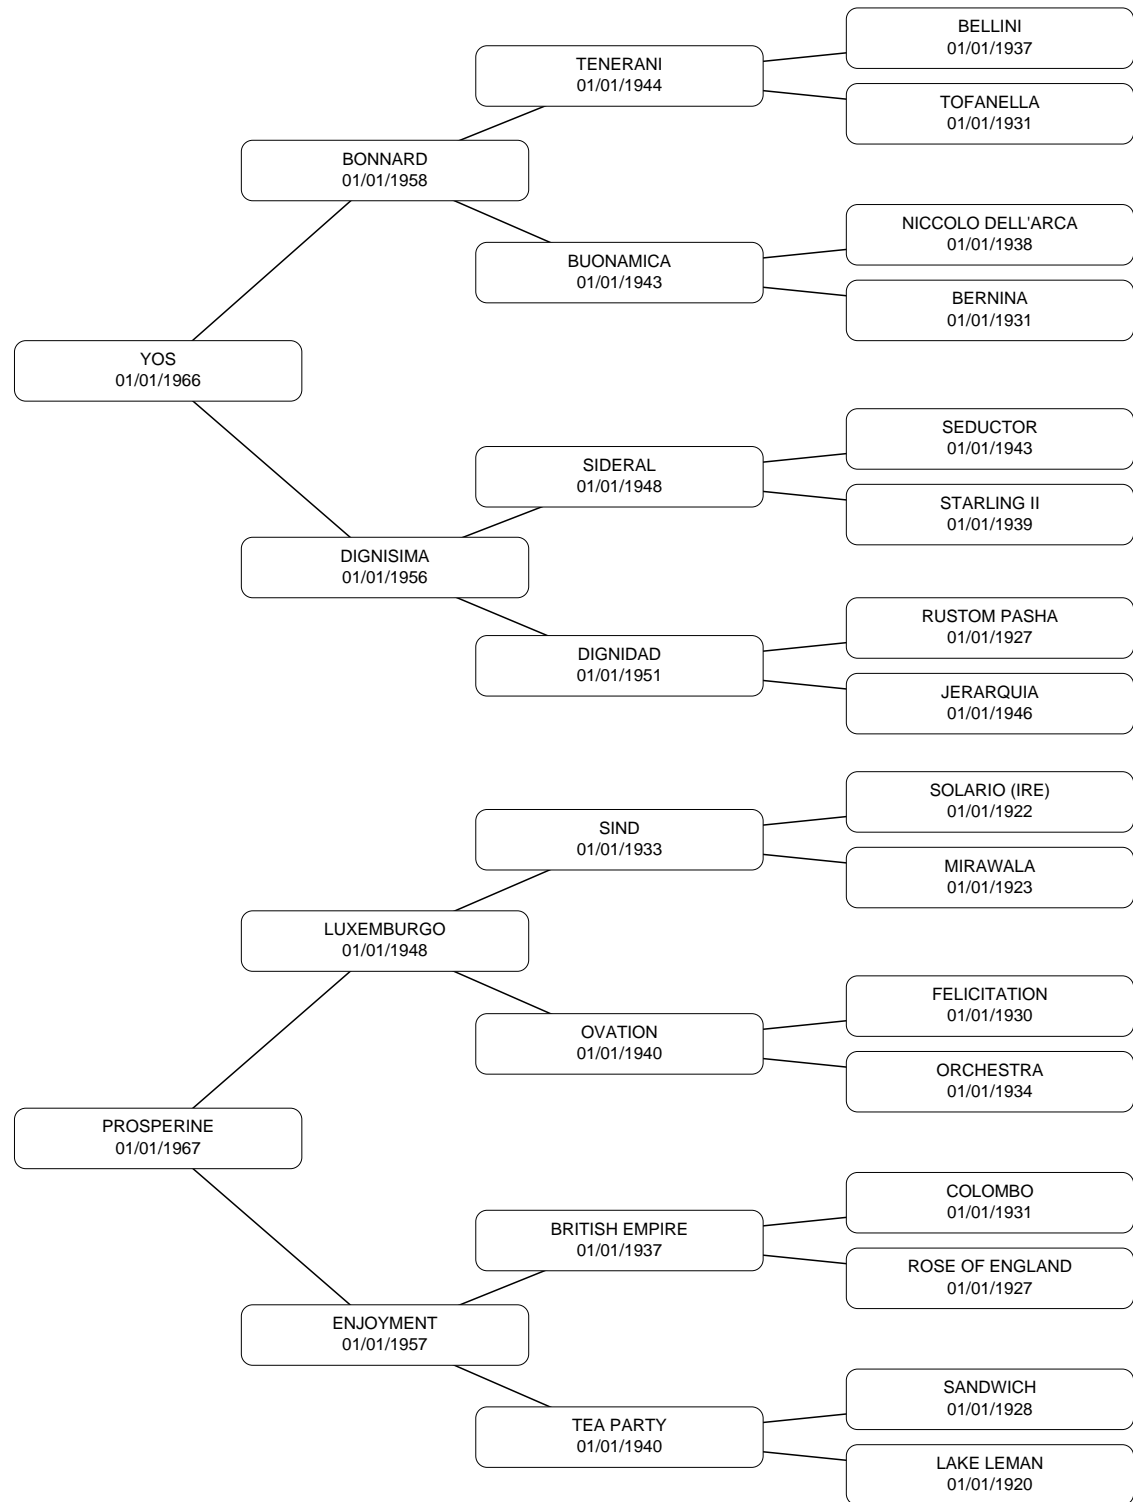 BELLINI
01/01/1937
TENERANI
01/01/1944
TOFANELLA
01/01/1931
BONNARD
01/01/1958
NICCOLO DELL'ARCA
01/01/1938
BUONAMICA
01/01/1943
BERNINA
01/01/1931
YOS
01/01/1966
SEDUCTOR
01/01/1943
SIDERAL
01/01/1948
STARLING II
01/01/1939
DIGNISIMA
01/01/1956
RUSTOM PASHA
01/01/1927
DIGNIDAD
01/01/1951
JERARQUIA
01/01/1946
SOLARIO (IRE)
01/01/1922
SIND
01/01/1933
MIRAWALA
01/01/1923
LUXEMBURGO
01/01/1948
FELICITATION
01/01/1930
OVATION
01/01/1940
ORCHESTRA
01/01/1934
PROSPERINE
01/01/1967
COLOMBO
01/01/1931
BRITISH EMPIRE
01/01/1937
ROSE OF ENGLAND
01/01/1927
ENJOYMENT
01/01/1957
SANDWICH
01/01/1928
TEA PARTY
01/01/1940
LAKE LEMAN
01/01/1920